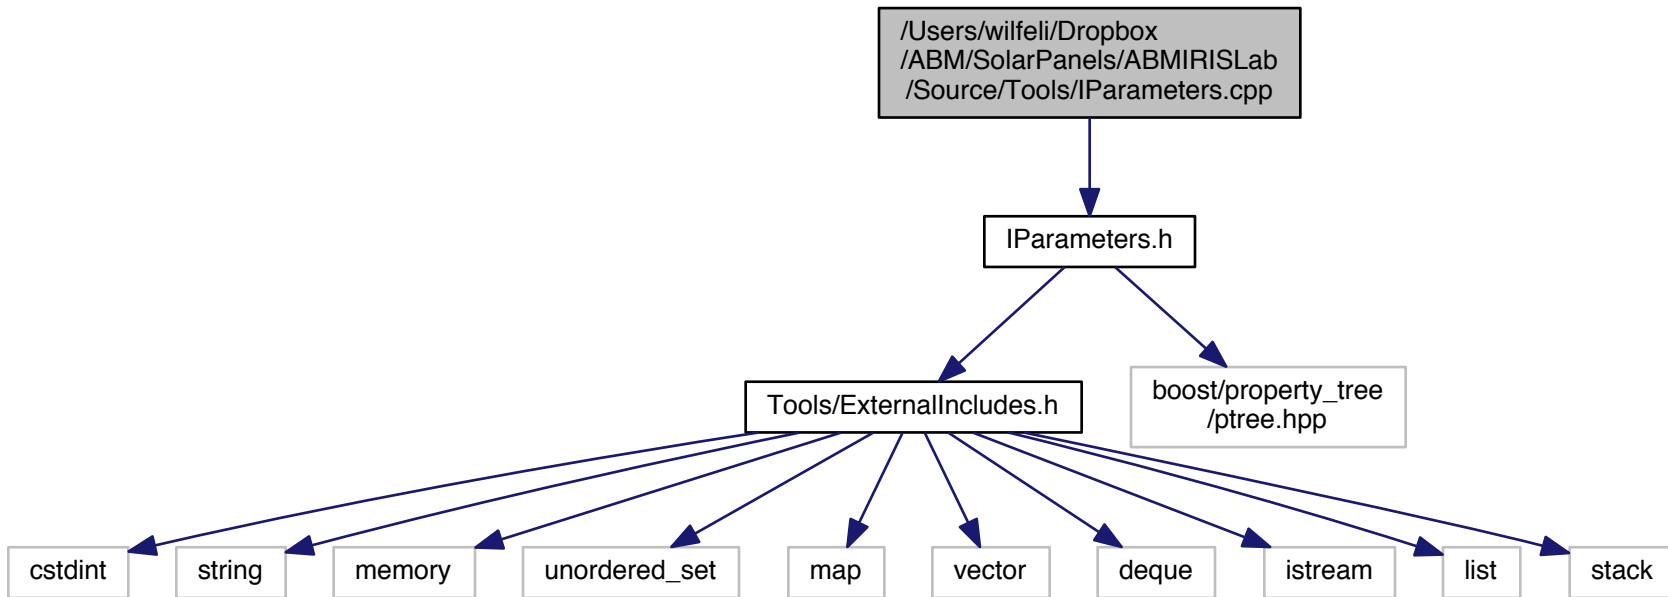 /Users/wilfeli/Dropbox
/ABM/SolarPanels/ABMIRISLab
/Source/Tools/IParameters.cpp
IParameters.h
Tools/ExternalIncludes.h
boost/property_tree
/ptree.hpp
cstdint
string
memory
unordered_set
map
vector
deque
istream
list
stack